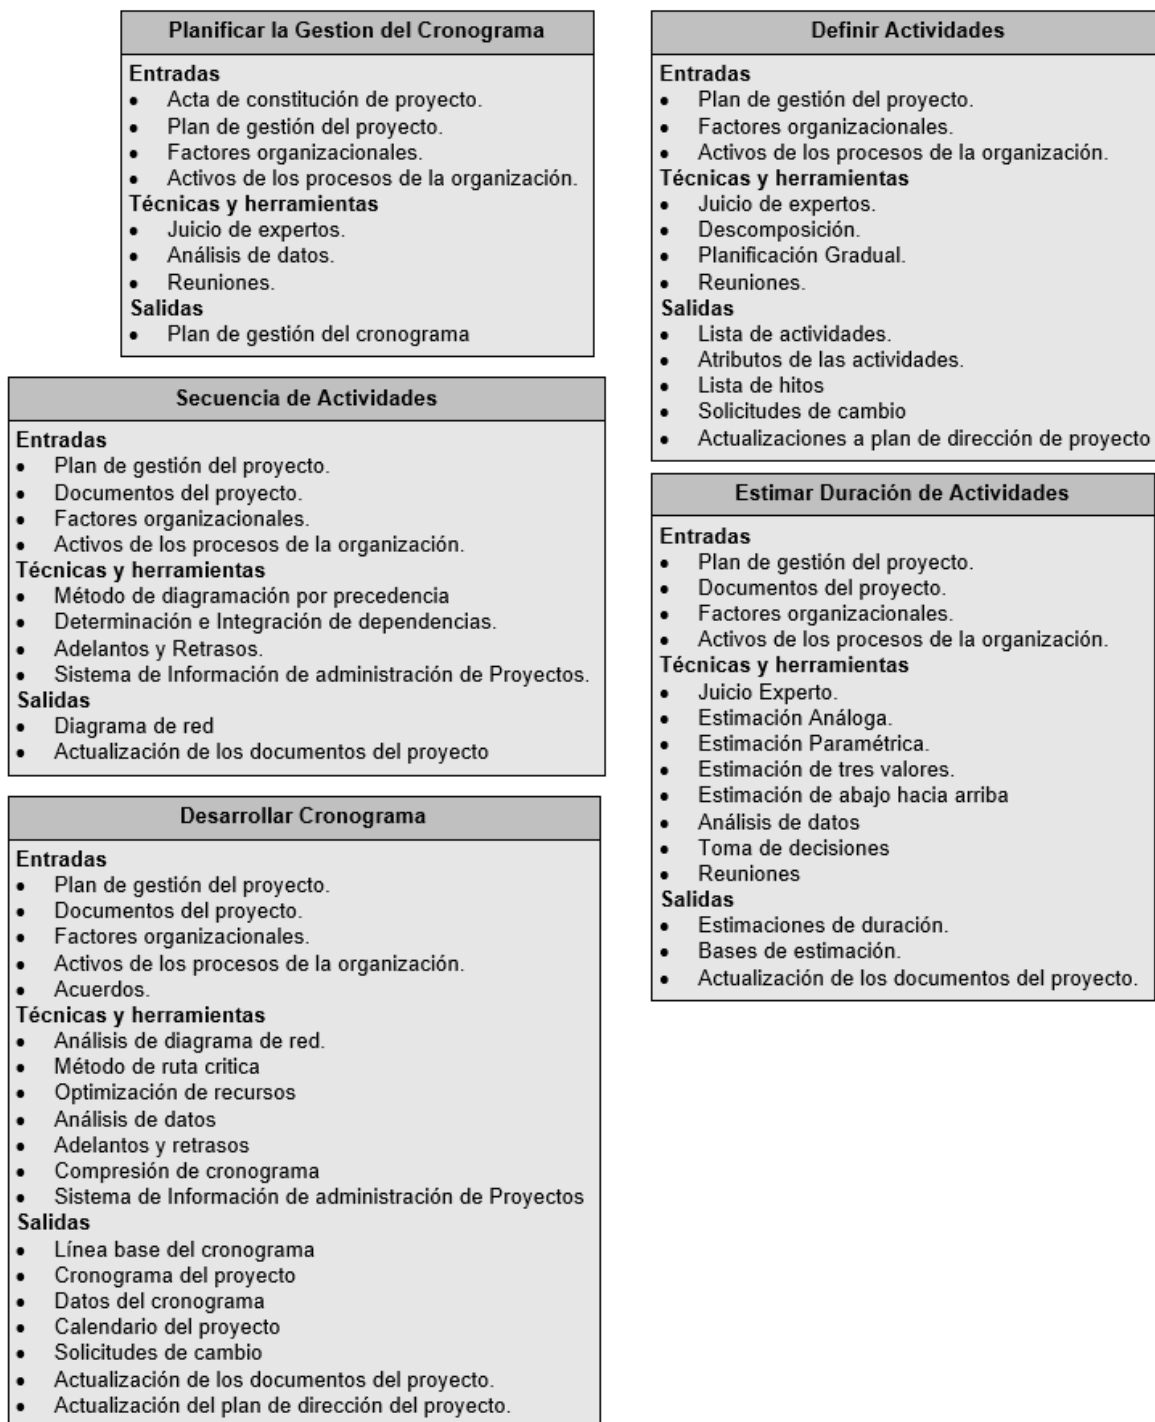 Planificar la Gestion del Cronograma
Entradas
• Acta de constitución de proyecto.
• Plan de gestión del proyecto.
• Factores organizacionales.
• Activos de los procesos de la organización.
Técnicas y herramientas
• Juicio de expertos.
• Análisis de datos.
• Reuniones.
Salidas
• Plan de gestión del cronograma
Definir Actividades
Entradas
• Plan de gestión del proyecto.
• Factores organizacionales.
• Activos de los procesos de la organización.
Técnicas y herramientas
• Juicio de expertos.
• Descomposición.
• Planificación Gradual.
• Reuniones.
Salidas
• Lista de actividades.
• Atributos de las actividades.
• Lista de hitos
• Solicitudes de cambio
• Actualizaciones a plan de dirección de proyecto
Secuencia de Actividades
Entradas
• Plan de gestión del proyecto.
• Documentos del proyecto.
• Factores organizacionales.
• Activos de los procesos de la organización.
Técnicas y herramientas
• Método de diagramación por precedencia
• Determinación e Integración de dependencias.
• Adelantos y Retrasos.
• Sistema de Información de administración de Proyectos.
Salidas
• Diagrama de red
• Actualización de los documentos del proyecto
Estimar Duración de Actividades
Entradas
• Plan de gestión del proyecto.
• Documentos del proyecto.
• Factores organizacionales.
• Activos de los procesos de la organización.
Técnicas y herramientas
• Juicio Experto.
• Estimación Análoga.
• Estimación Paramétrica.
• Estimación de tres valores.
• Estimación de abajo hacia arriba
• Análisis de datos
• Toma de decisiones
• Reuniones
Salidas
• Estimaciones de duración.
• Bases de estimación.
• Actualización de los documentos del proyecto.
Desarrollar Cronograma
Entradas
• Plan de gestión del proyecto.
• Documentos del proyecto.
• Factores organizacionales.
• Activos de los procesos de la organización.
• Acuerdos.
Técnicas y herramientas
• Análisis de diagrama de red.
• Método de ruta critica
• Optimización de recursos
• Análisis de datos
• Adelantos y retrasos
• Compresión de cronograma
• Sistema de Información de administración de Proyectos
Salidas
• Línea base del cronograma
• Cronograma del proyecto
• Datos del cronograma
• Calendario del proyecto
• Solicitudes de cambio
• Actualización de los documentos del proyecto.
• Actualización del plan de dirección del proyecto.